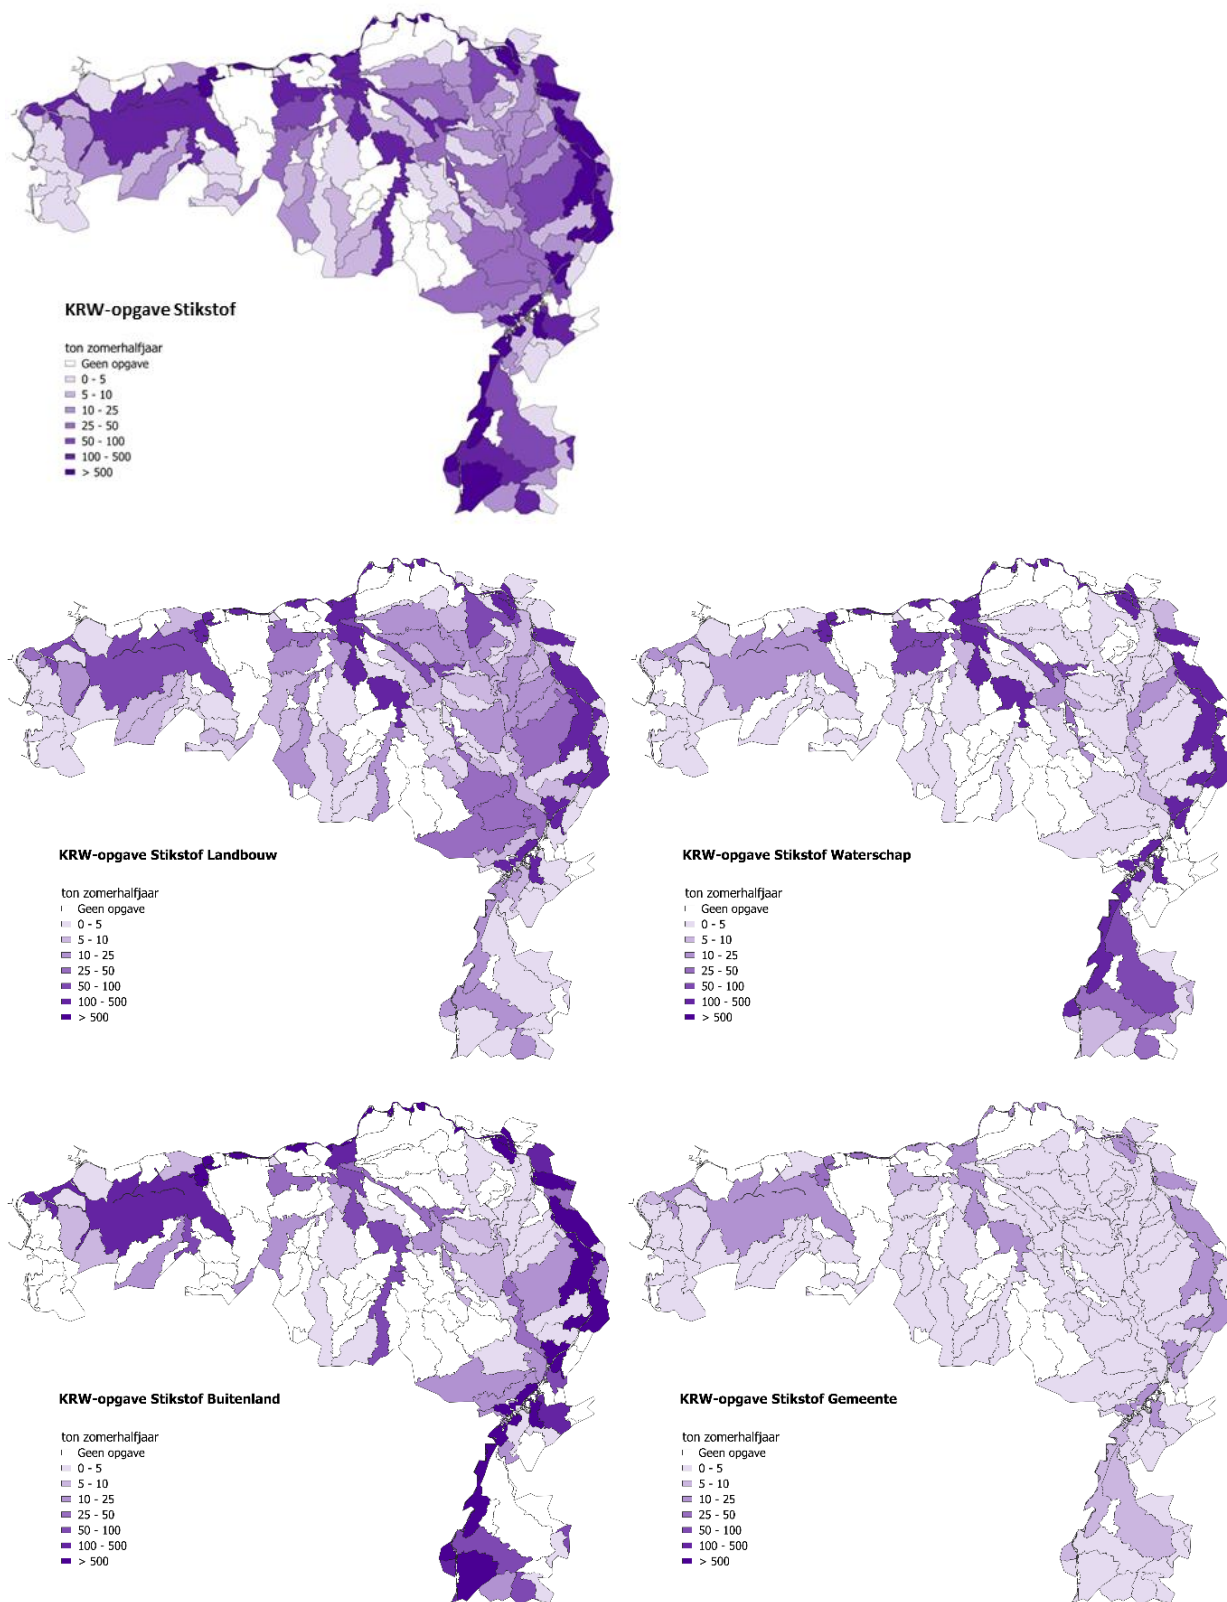 KRW-opgave Stikstof
ton zomerhalfjaar
Geen opgave
0 - 5
5 - 10
10 - 25
25 - 50
50 - 100
100 - 500
> 500
KRW-opgave Stikstof Landbouw
ton zomerhalfjaar
Geen opgave
0 - 5
5 - 10
10 - 25
25 - 50
50 - 100
100 - 500
> 500
KRW-opgave Stikstof Waterschap
ton zomerhalfjaar
Geen opgave
0 - 5
5 - 10
10 - 25
25 - 50
50 - 100
100 - 500
> 500
KRW-opgave Stikstof Buitenland
ton zomerhalfjaar
Geen opgave
0 - 5
5 - 10
10 - 25
25 - 50
50 - 100
100 - 500
> 500
KRW-opgave Stikstof Gemeente
ton zomerhalfjaar
Geen opgave
0 - 5
5 - 10
10 - 25
25 - 50
50 - 100
100 - 500
> 500